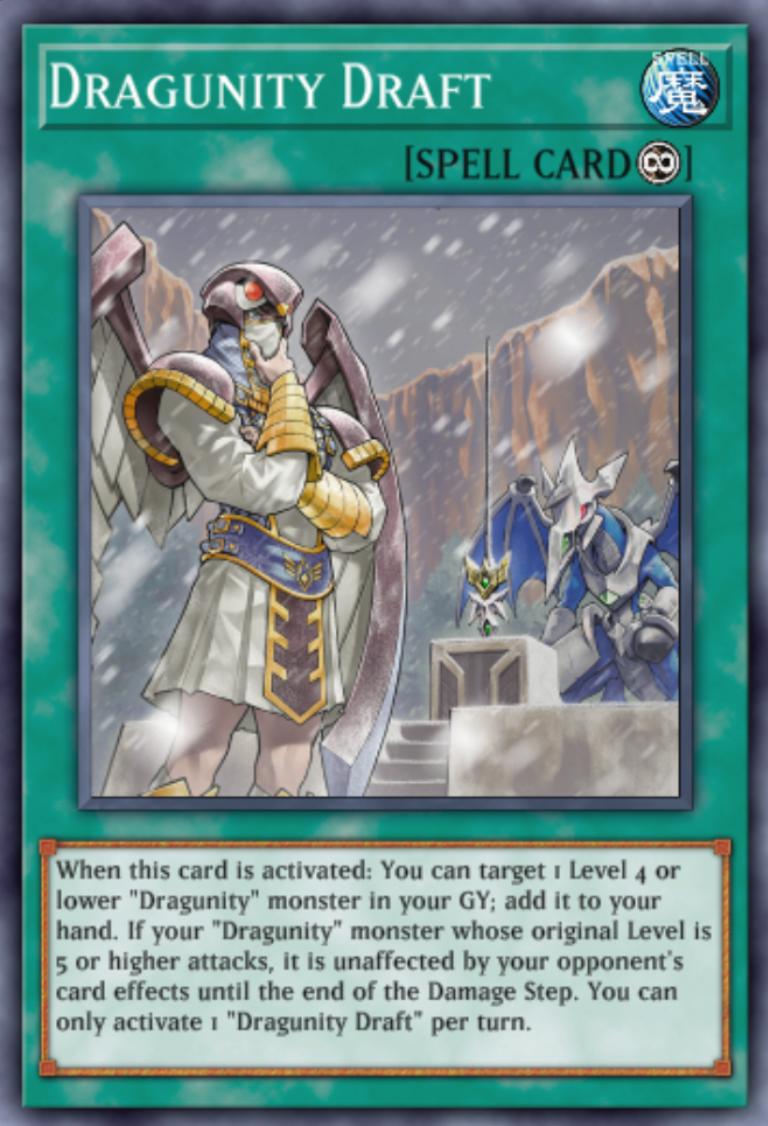 DRAGUNITY DRAFT
SPELL
魔
[SPELL CARD]
When this card is activated: You can target 1 Level 4 or
lower "Dragunity" monster in your GY; add it to your
hand. If your "Dragunity" monster whose original Level is
5 or higher attacks, it is unaffected by your opponent's
card effects until the end of the Damage Step. You can
only activate 1 "Dragunity Draft" per turn.